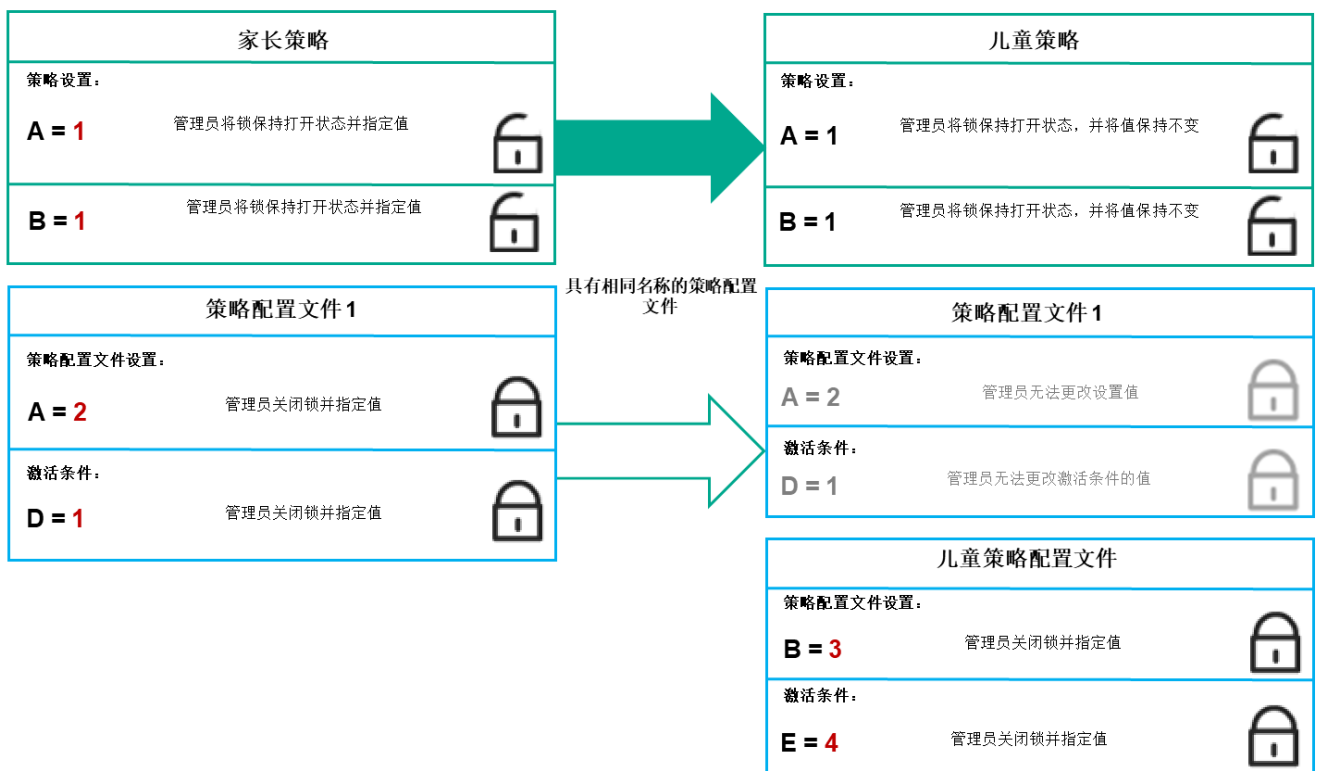 家长策略
策略设置：
A = 1
管理员将锁保持打开状态并指定值
B = 1
管理员将锁保持打开状态并指定值
儿童策略
策略设置：
A = 1
管理员将锁保持打开状态，并将值保持不变
B = 1
管理员将锁保持打开状态，并将值保持不变
具有相同名称的策略配置
文件
策略配置文件1
策略配置文件设置：
A = 2
管理员关闭锁并指定值
激活条件：
D = 1
管理员关闭锁并指定值
策略配置文件1
策略配置文件设置：
A = 2
管理员无法更改设置值
激活条件：
D = 1
管理员无法更改激活条件的值
儿童策略配置文件
策略配置文件设置：
B = 3
管理员关闭锁并指定值
激活条件：
E = 4
管理员关闭锁并指定值